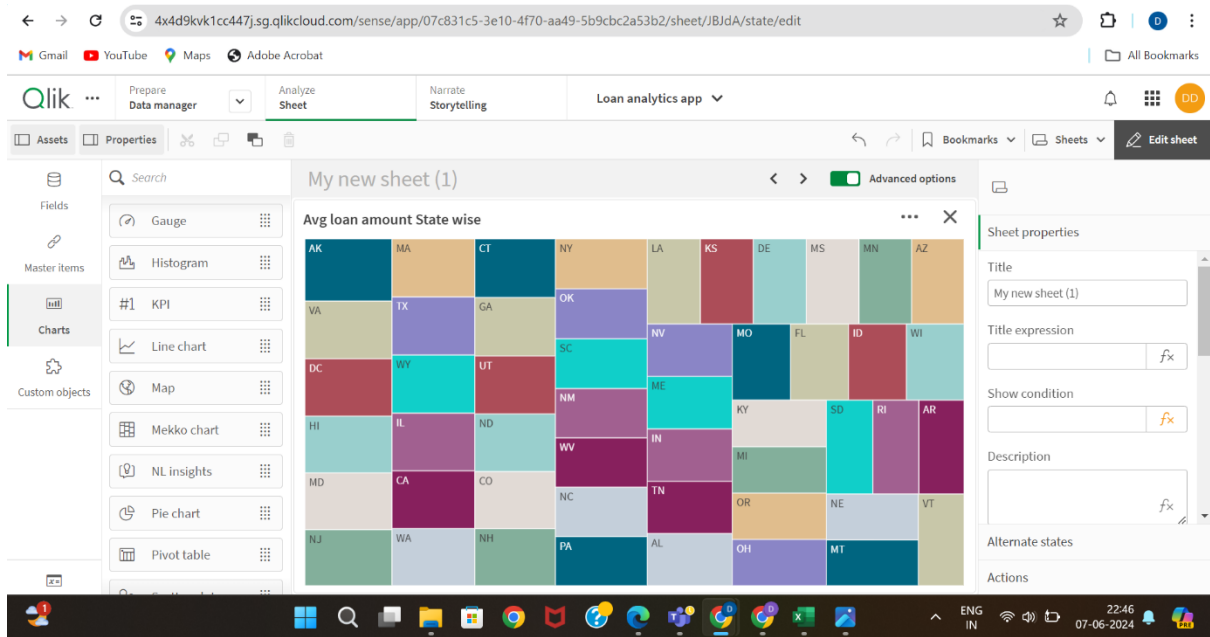 4x4d9kvk1cc447j.sg.qlikcloud.com/sense/app/07c831c5-3e10-4f70-aa49-5b9cbc2a53b2/sheet/JBJdA/state/edit
D
Gmail YouTube Maps Adobe Acrobat All Bookmarks
Qlik
Prepare
Data manager
Analyze
Sheet
Narrate
Storytelling
Loan analytics app
DD
Assets Properties Bookmarks Sheets Edit sheet
Fields
Master items
Charts
Custom objects
Search
Gauge
Histogram
#1 KPI
Line chart
Map
Mekko chart
NL insights
Pie chart
Pivot table
My new sheet (1)
Advanced options
Avg loan amount State wise
AK MA CT NY LA KS DE MS MN AZ
VA TX GA OK NV MO FL ID WI
DC WY UT SC ME
HI IL ND NM IN KY SD RI AR
MD CA CO WV TN MI
NJ WA NH NC AL OR NE VT
PA OH MT
Sheet properties
Title
My new sheet (1)
Title expression
fx
Show condition
fx
Description
fx
Alternate states
Actions
1
ENG
IN
22:46
07-06-2024
PRE